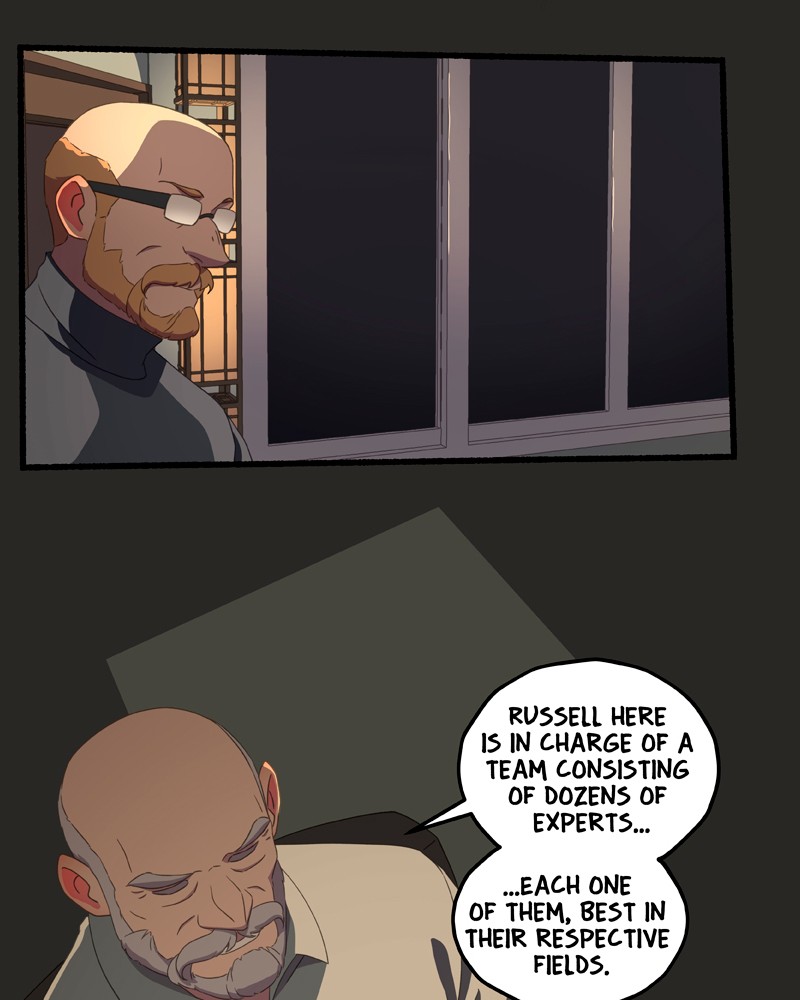 RUSSELL HERE
IS IN CHARGE OF A
TEAM CONSISTING
OF DOZENS OF
EXPERTS...
...EACH ONE
OF THEM, BEST IN
THEIR RESPECTIVE
FIELDS.